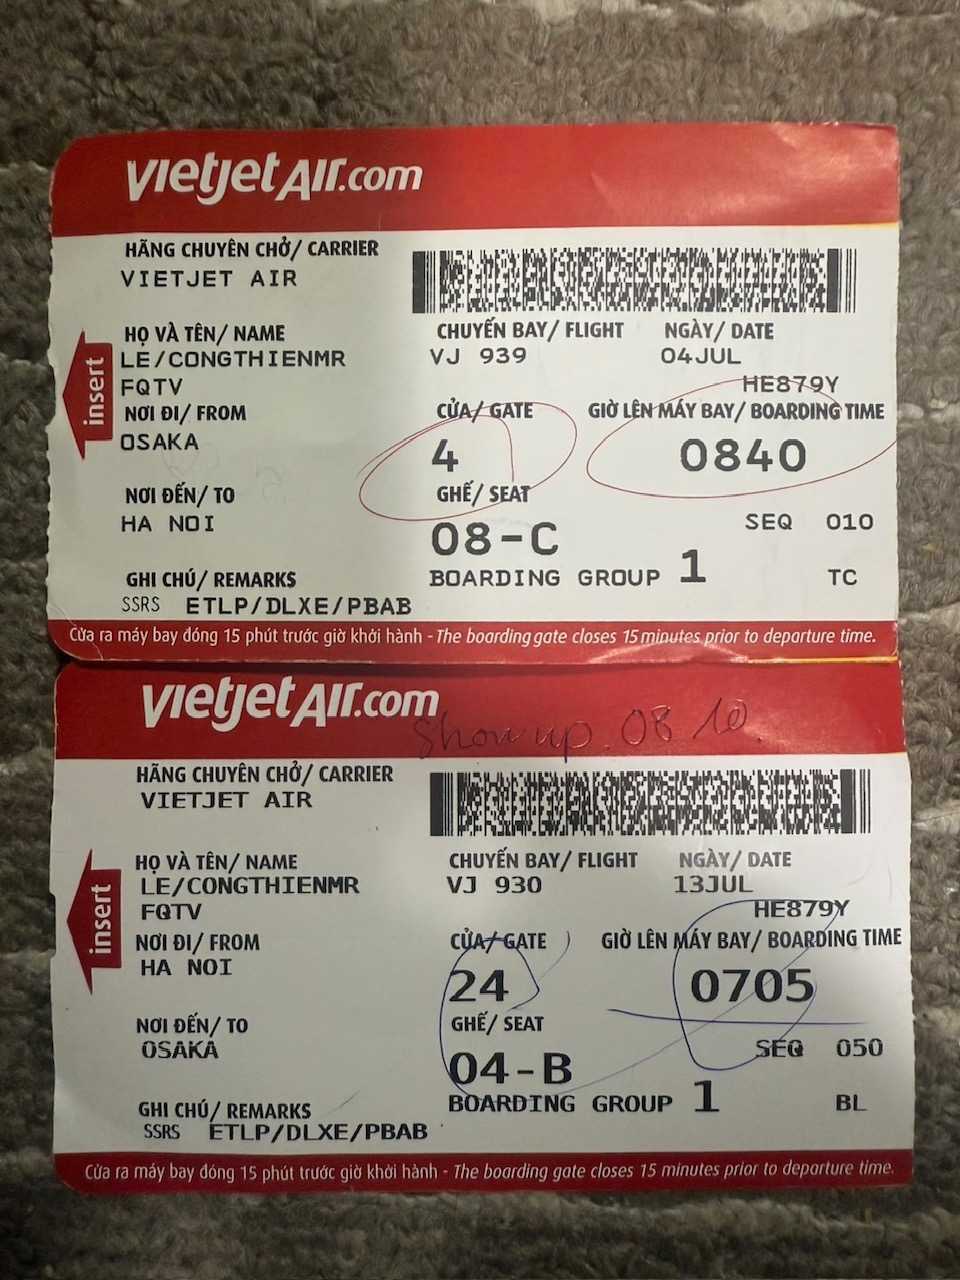 vietjetAir.com
HÃNG CHUYÊN CHỞ/ CARRIER
VIETJET AIR
HỌ VÀ TÊN/ NAME CHUYẾN BAY/ FLIGHT NGÀY/ DATE
LE/CONGTHIENMR VJ 939 04JUL
FQTV HE879Y
NƠI ĐI/ FROM CỬA/ GATE GIỜ LÊN MÁY BAY/ BOARDING TIME
OSAKA 4 0840
NƠI ĐẾN/ TO GHẾ/ SEAT
HA NOI 08-C SEQ 010
GHI CHÚ/ REMARKS BOARDING GROUP 1 TC
SSRS ETLP/DLXE/PBAB
Cửa ra máy bay đóng 15 phút trước giờ khởi hành - The boarding gate closes 15 minutes prior to departure time.
insert
vietjetAir.com
Show up. 08 10.
HÃNG CHUYÊN CHỞ/ CARRIER
VIETJET AIR
HỌ VÀ TÊN/ NAME CHUYẾN BAY/ FLIGHT NGÀY/ DATE
LE/CONGTHIENMR VJ 930 13JUL
FQTV HE879Y
NƠI ĐI/ FROM CỬA/ GATE GIỜ LÊN MÁY BAY/ BOARDING TIME
HA NOI 24 0705
NƠI ĐẾN/ TO GHẾ/ SEAT
OSAKA 04-B SEQ 050
GHI CHÚ/ REMARKS BOARDING GROUP 1 BL
SSRS ETLP/DLXE/PBAB
Cửa ra máy bay đóng 15 phút trước giờ khởi hành - The boarding gate closes 15 minutes prior to departure time.
insert